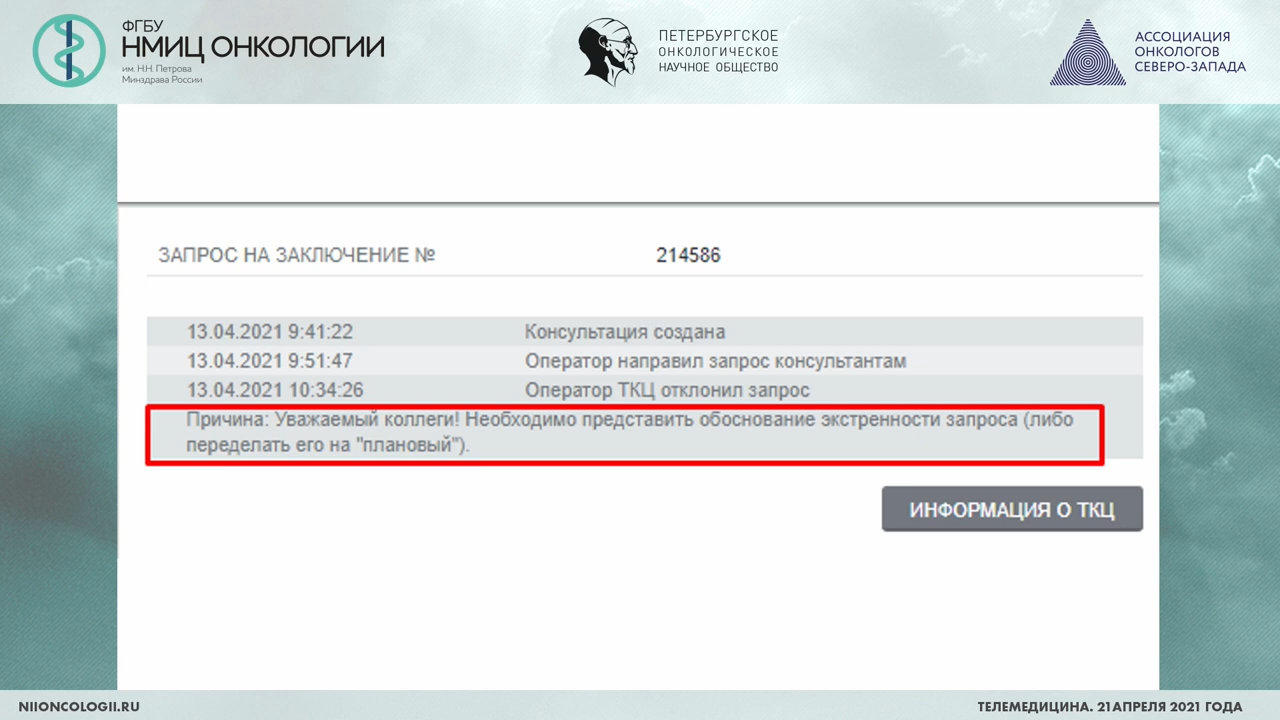 ФГБУ
НМИЦ ОНКОЛОГИИ
им. Н.Н. Петрова
Минздрава России
ПЕТЕРБУРГСКОЕ
ОНКОЛОГИЧЕСКОЕ
НАУЧНОЕ ОБЩЕСТВО
АССОЦИАЦИЯ
ОНКОЛОГОВ
СЕВЕРО-ЗАПАДА
ЗАПРОС НА ЗАКЛЮЧЕНИЕ № 214586
13.04.2021 9:41:22 Консультация создана
13.04.2021 9:51:47 Оператор направил запрос консультантам
13.04.2021 10:34:26 Оператор ТКЦ отклонил запрос
Причина: Уважаемый коллеги! Необходимо представить обоснование экстренности запроса (либо
переделать его на "плановый").
ИНФОРМАЦИЯ О ТКЦ
NIIONCOLOGII.RU
ТЕЛЕМЕДИЦИНА. 21АПРЕЛЯ 2021 ГОДА